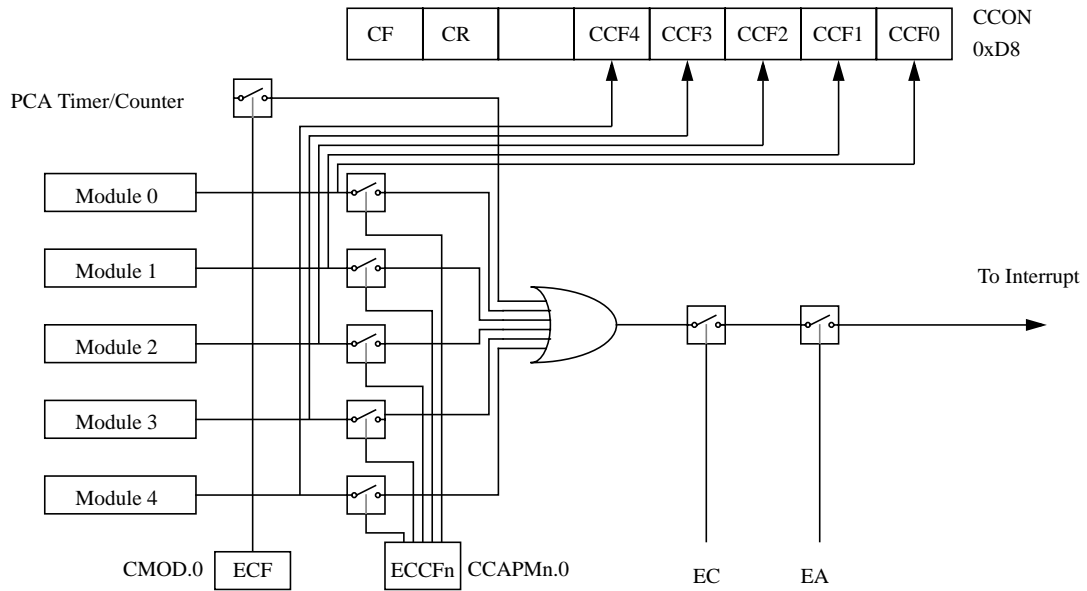 CF CR CCF4 CCF3 CCF2 CCF1 CCF0
CCON
0xD8
PCA Timer/Counter
Module 0
Module 1
Module 2
Module 3
Module 4
To Interrupt
CMOD.0 ECF
ECCFn CCAPMn.0
EC
EA